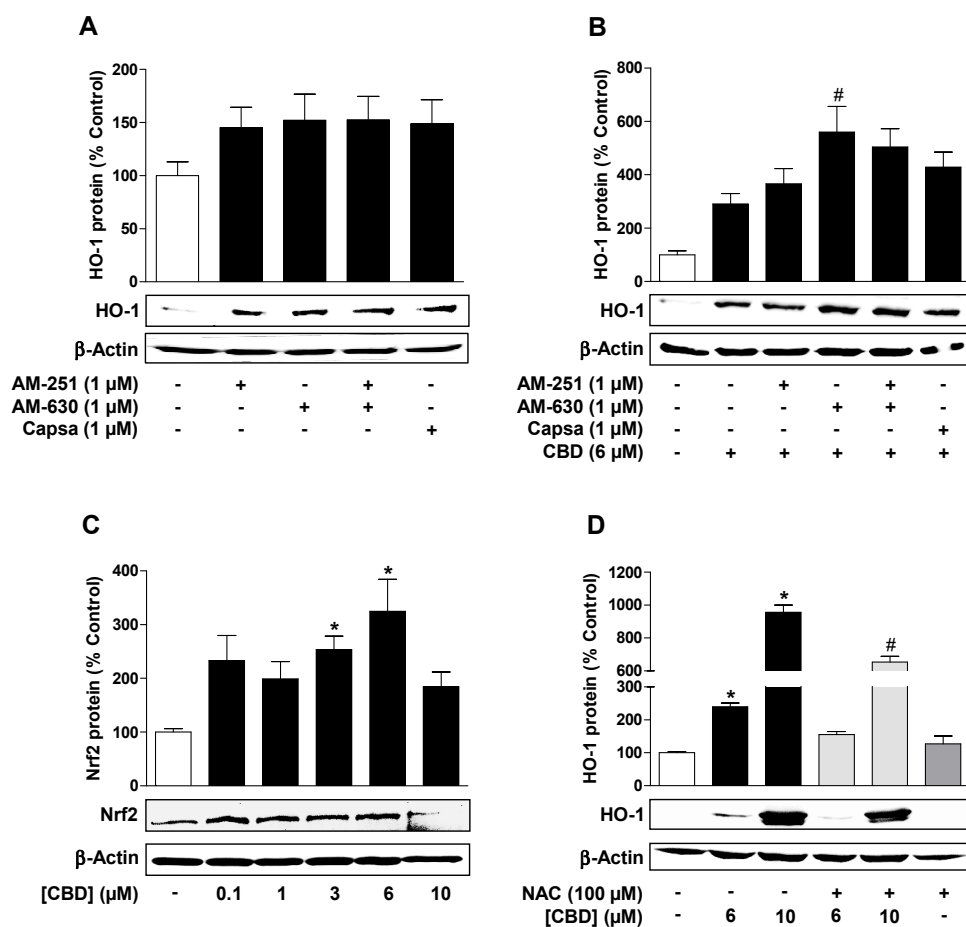 A
HO-1 protein (% Control)
200
150
100
50
0
HO-1
β-Actin
AM-251 (1 µM) - + - + -
AM-630 (1 µM) - - + + -
Capsa (1 µM) - - - - +
B
HO-1 protein (% Control)
800
600
400
200
0
#
HO-1
β-Actin
AM-251 (1 µM) - - + - + -
AM-630 (1 µM) - - - + + -
Capsa (1 µM) - - - - - +
CBD (6 µM) - + + + + +
C
Nrf2 protein (% Control)
400
300
200
100
0
* *
Nrf2
β-Actin
[CBD] (µM) - 0.1 1 3 6 10
D
HO-1 protein (% Control)
1200
1000
800
600
300
200
100
0
* * #
HO-1
β-Actin
NAC (100 µM) - - - + + +
[CBD] (µM) - 6 10 6 10 -